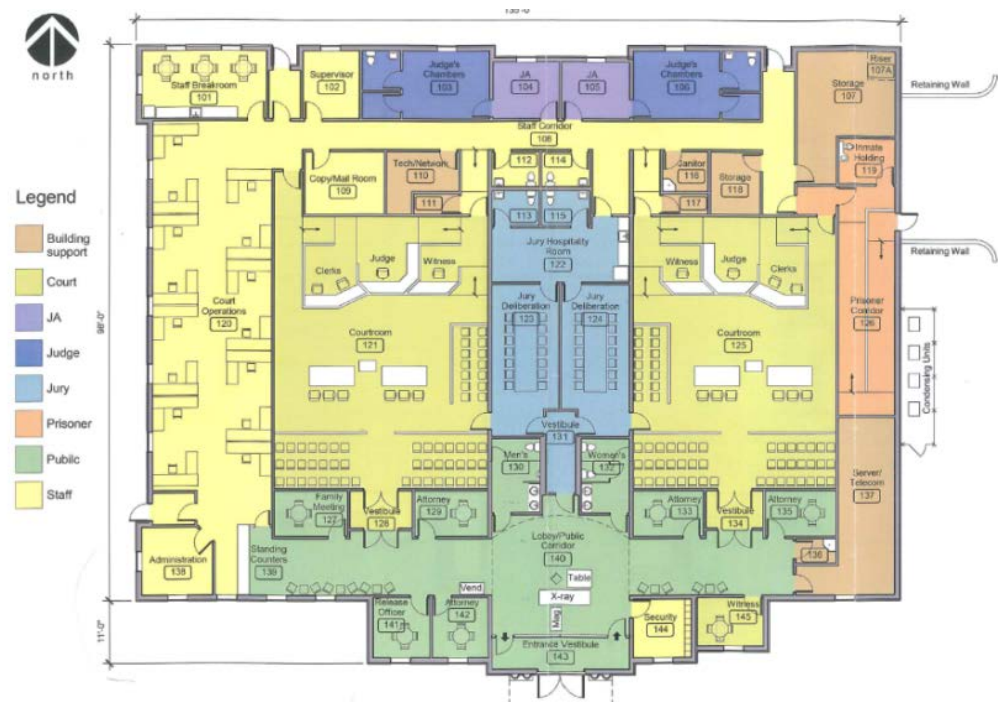 135'-0"
north
Staff Breakroom
101
Supervisor
102
Judge's
Chambers
103
JA
104
JA
105
Judge's
Chambers
106
Storage
107
Riser
107A
Retaining Wall
Staff Corridor
108
Copy/Mail Room
109
Tech/Network
110
111
112
114
113
115
Janitor
116
117
Storage
118
Inmate
Holding
119
Retaining Wall
Legend
Building
support
Court
JA
Judge
Jury
Prisoner
Public
Staff
98'-0"
11'-0"
Court
Operations
120
Clerks
Judge
Witness
Courtroom
121
Jury Hospitality
Room
122
Jury
Deliberation
123
Jury
Deliberation
124
Witness
Judge
Clerks
Courtroom
125
Prisoner
Corridor
126
Condensing Units
Family
Meeting
127
Vestibule
128
Attorney
129
Men's
130
Vestibule
131
Women's
132
Attorney
133
Vestibule
134
Attorney
135
136
Server/
Telecom
137
Administration
138
Standing
Counters
139
Lobby/Public
Corridor
140
Table
X-ray
Mag
Vend
Release
Officer
141
Attorney
142
Entrance Vestibule
143
Security
144
Witness
145